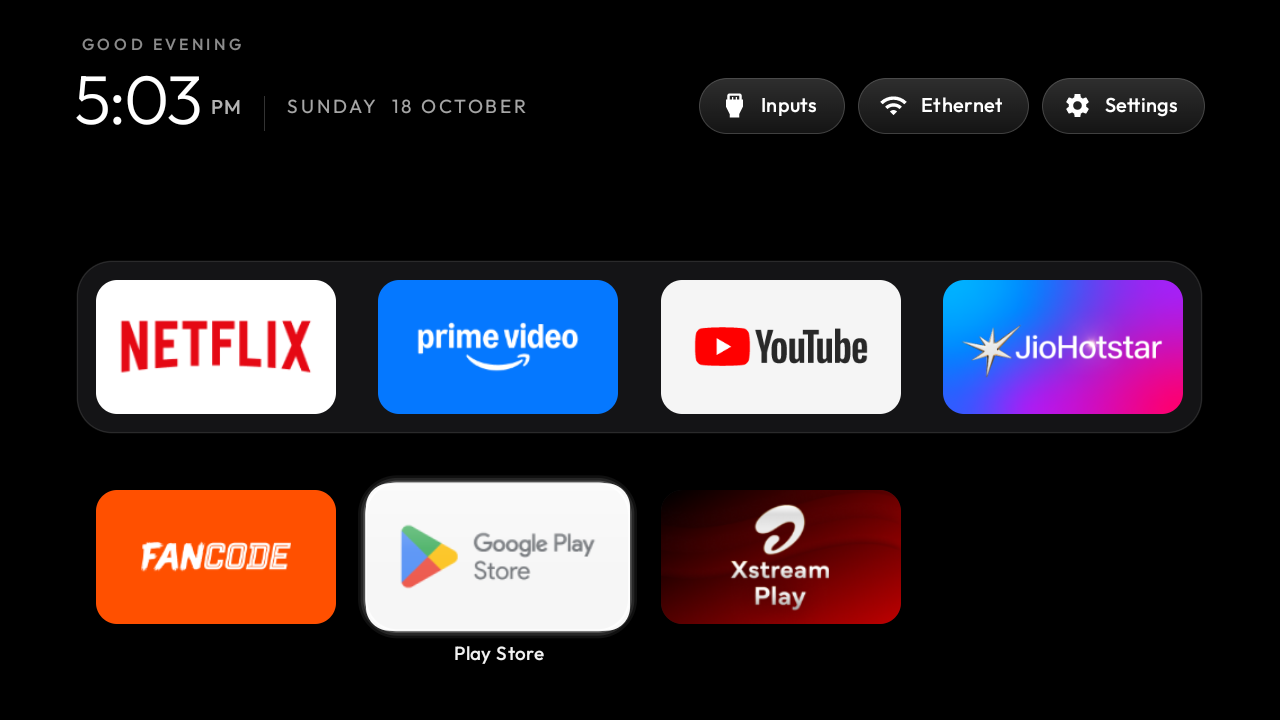 GOOD EVENING
5:03 PM
SUNDAY 18 OCTOBER
Inputs
Ethernet
Settings
NETFLIX
prime video
YouTube
JioHotstar
FANCODE
Google Play
Store
Xstream
Play
Play Store